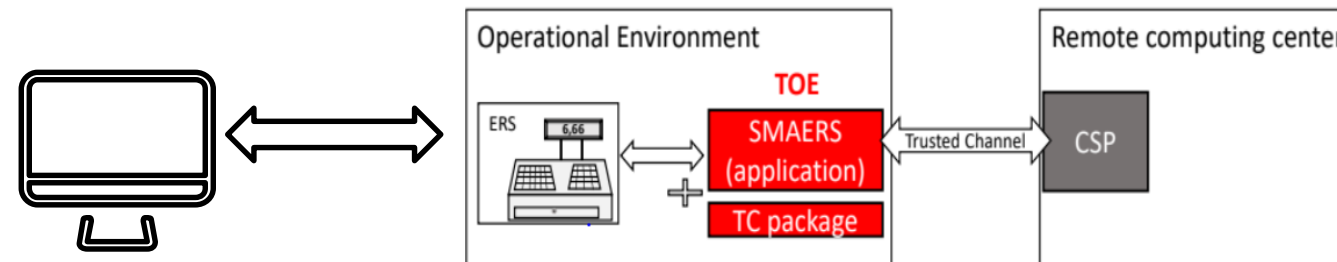 Operational Environment
Remote computing center
TOE
ERS
6,66
SMAERS
(application)
Trusted Channel
CSP
TC package